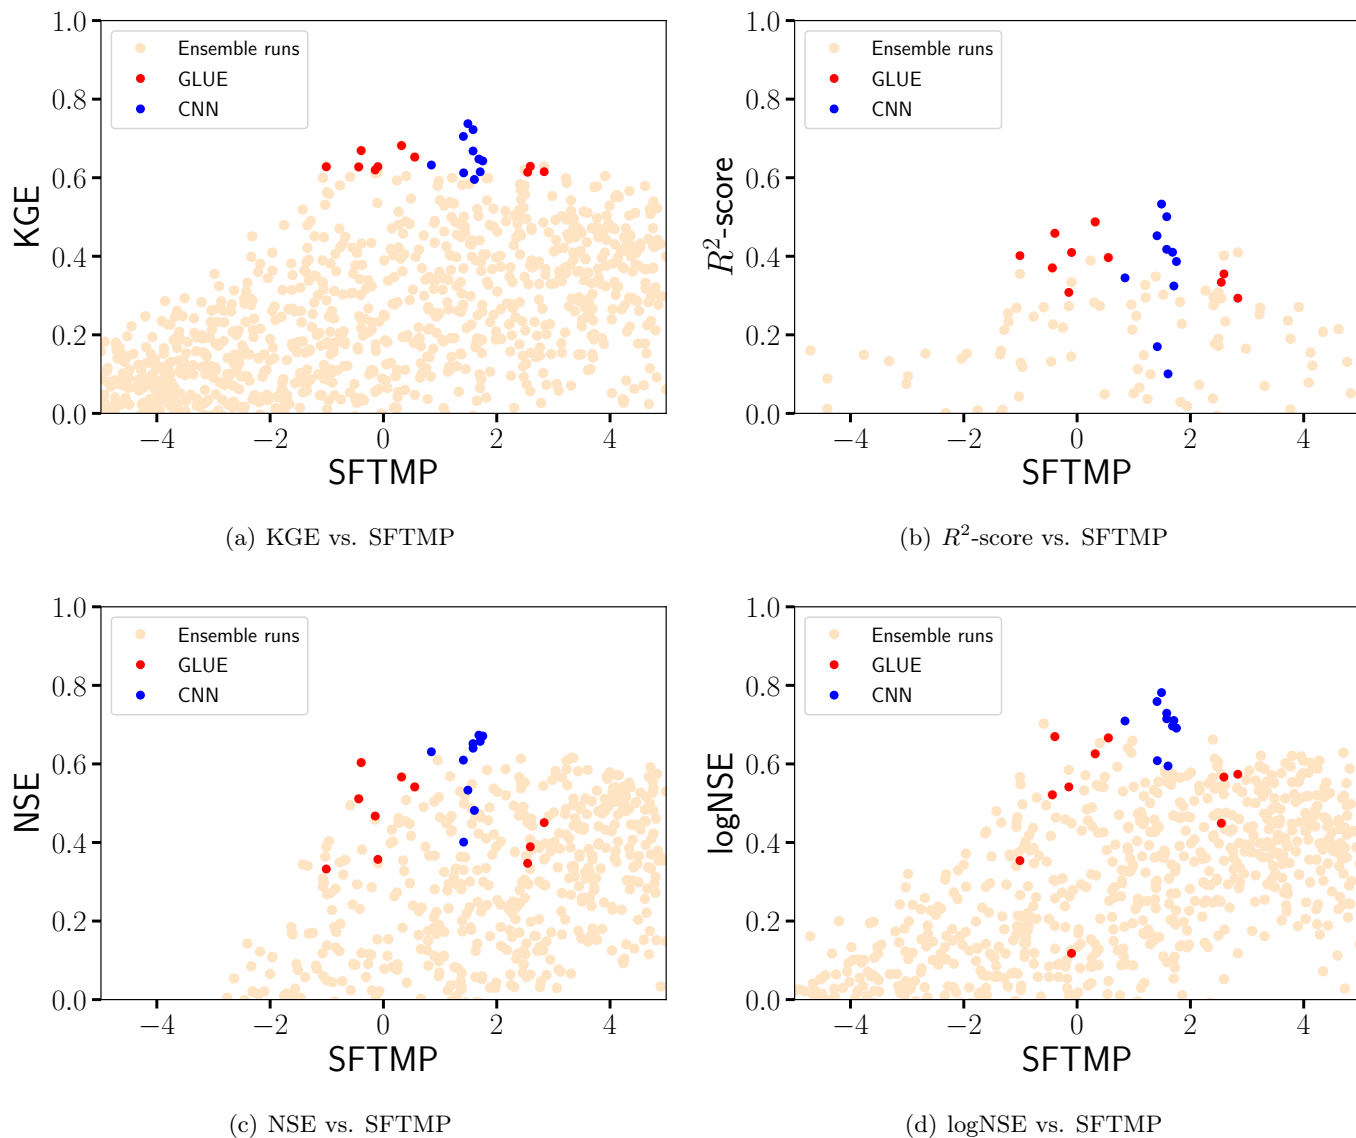 1.0
0.8
0.6
0.4
0.2
0.0
KGE
Ensemble runs
GLUE
CNN
−4 −2 0 2 4
SFTMP
(a) KGE vs. SFTMP
1.0
0.8
0.6
0.4
0.2
0.0
R²-score
Ensemble runs
GLUE
CNN
−4 −2 0 2 4
SFTMP
(b) R²-score vs. SFTMP
1.0
0.8
0.6
0.4
0.2
0.0
NSE
Ensemble runs
GLUE
CNN
−4 −2 0 2 4
SFTMP
(c) NSE vs. SFTMP
1.0
0.8
0.6
0.4
0.2
0.0
logNSE
Ensemble runs
GLUE
CNN
−4 −2 0 2 4
SFTMP
(d) logNSE vs. SFTMP